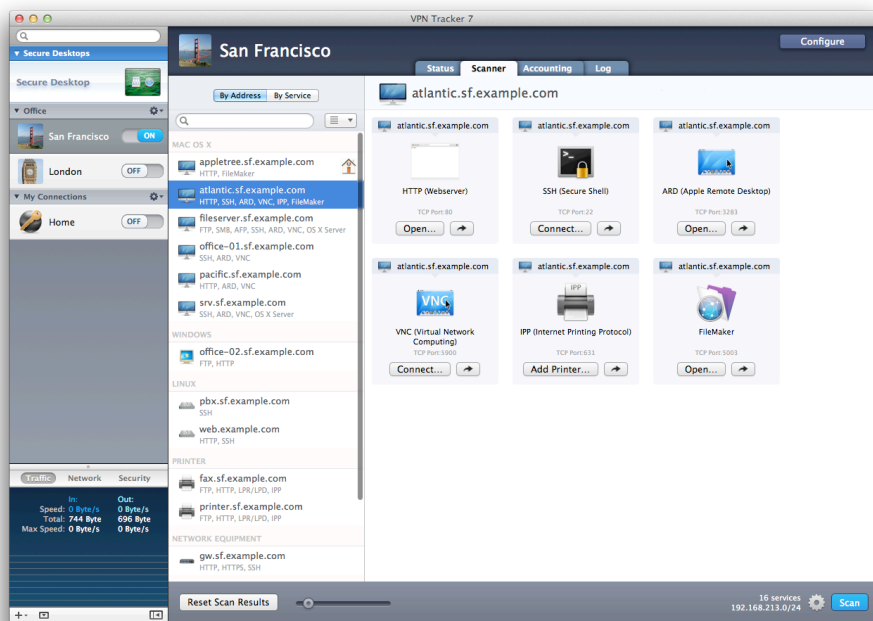 VPN Tracker 7
Secure Desktops
Secure Desktop
Office
San Francisco
ON
London
OFF
My Connections
Home
OFF
Traffic
Network
Security
In:
Out:
Speed: 0 Byte/s 0 Byte/s
Total: 744 Byte 696 Byte
Max Speed: 0 Byte/s 0 Byte/s
San Francisco
Configure
Status
Scanner
Accounting
Log
By Address
By Service
MAC OS X
appletree.sf.example.com
HTTP, FileMaker
atlantic.sf.example.com
HTTP, SSH, ARD, VNC, IPP, FileMaker
fileserver.sf.example.com
FTP, SMB, AFP, SSH, ARD, VNC, OS X Server
office-01.sf.example.com
SSH, ARD, VNC
pacific.sf.example.com
HTTP, ARD, VNC
srv.sf.example.com
SSH, ARD, VNC, OS X Server
WINDOWS
office-02.sf.example.com
FTP, HTTP
LINUX
pbx.sf.example.com
SSH
web.example.com
HTTP, SSH
PRINTER
fax.sf.example.com
FTP, HTTP, LPR/LPD, IPP
printer.sf.example.com
FTP, HTTP, LPR/LPD, IPP
NETWORK EQUIPMENT
gw.sf.example.com
HTTP, HTTPS, SSH
atlantic.sf.example.com
atlantic.sf.example.com
HTTP (Webserver)
TCP Port:80
Open...
atlantic.sf.example.com
>_
SSH (Secure Shell)
TCP Port:22
Connect...
atlantic.sf.example.com
ARD (Apple Remote Desktop)
TCP Port:3283
Open...
atlantic.sf.example.com
VNC
VNC (Virtual Network
Computing)
TCP Port:5900
Connect...
atlantic.sf.example.com
IPP
IPP (Internet Printing Protocol)
TCP Port:631
Add Printer...
atlantic.sf.example.com
FileMaker
TCP Port:5003
Open...
Reset Scan Results
16 services
192.168.213.0/24
Scan